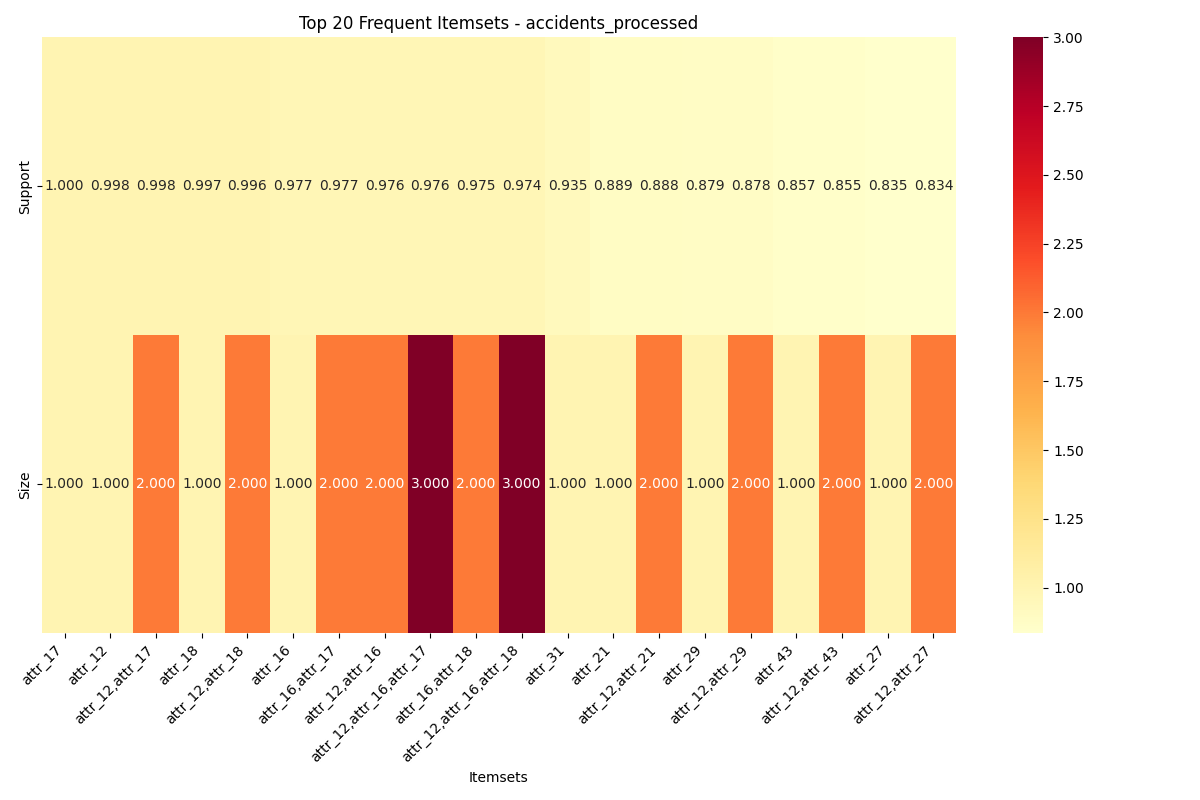 Top 20 Frequent Itemsets - accidents_processed
Support
1.000 0.998 0.998 0.997 0.996 0.977 0.977 0.976 0.976 0.975 0.974 0.935 0.889 0.888 0.879 0.878 0.857 0.855 0.835 0.834
Size
1.000 1.000 2.000 1.000 2.000 1.000 2.000 2.000 3.000 2.000 3.000 1.000 1.000 2.000 1.000 2.000 1.000 2.000 1.000 2.000
attr_17
attr_12
attr_12,attr_17
attr_18
attr_12,attr_18
attr_16
attr_16,attr_17
attr_12,attr_16
attr_12,attr_16,attr_17
attr_16,attr_18
attr_12,attr_16,attr_18
attr_31
attr_21
attr_12,attr_21
attr_29
attr_12,attr_29
attr_43
attr_12,attr_43
attr_27
attr_12,attr_27
Itemsets
3.00
2.75
2.50
2.25
2.00
1.75
1.50
1.25
1.00